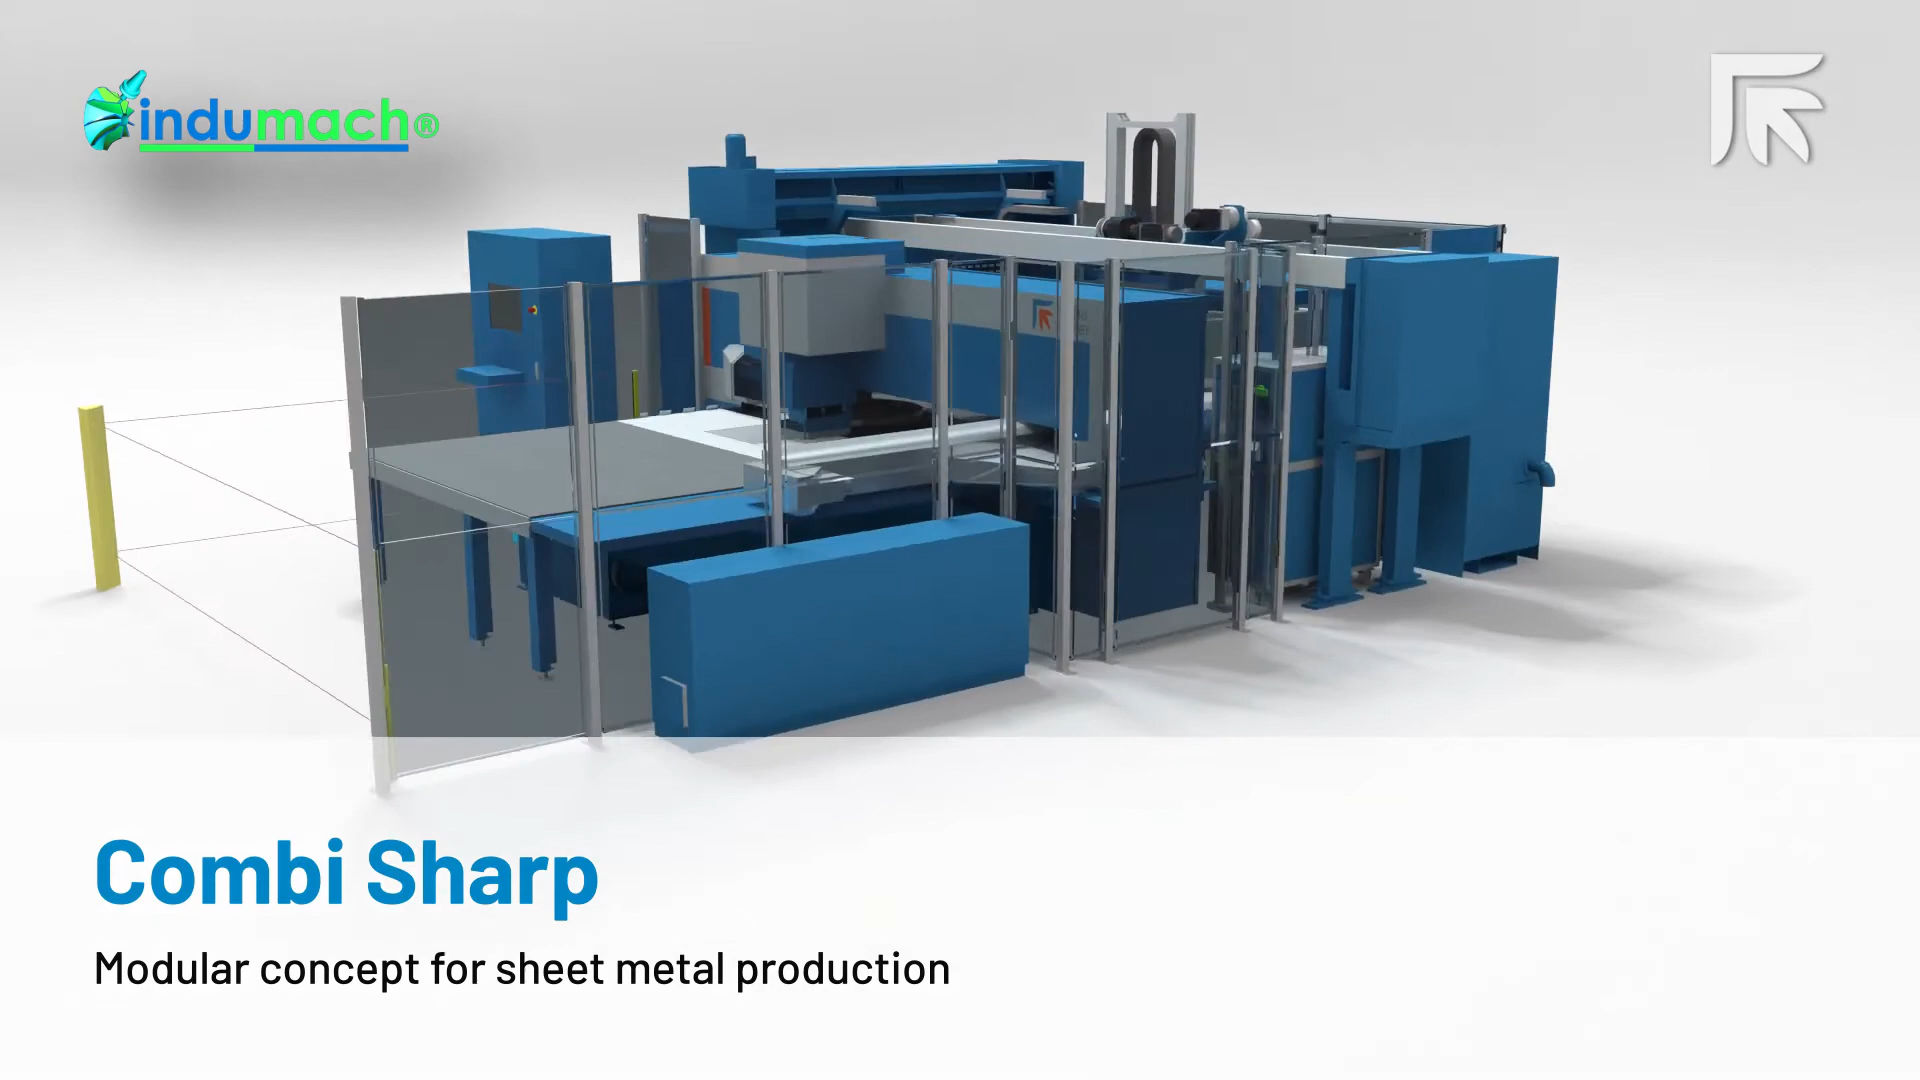 indumach®
Combi Sharp
Modular concept for sheet metal production